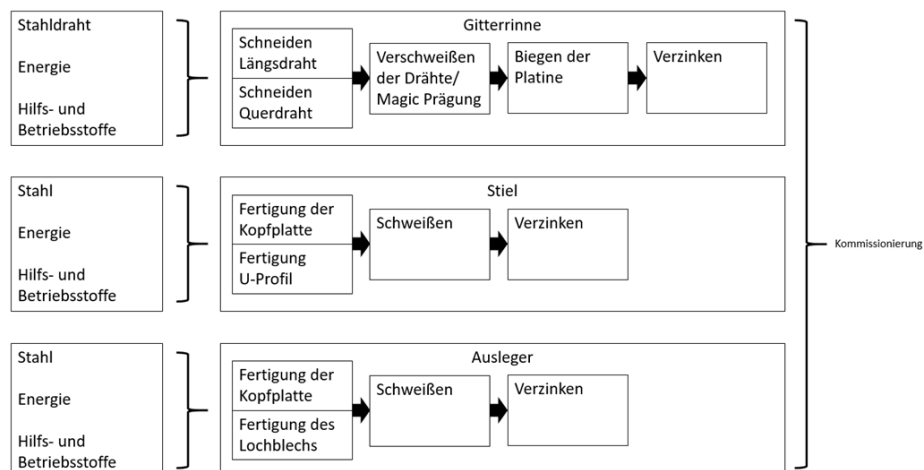 Stahldraht
Energie
Hilfs- und
Betriebsstoffe
Gitterrinne
Schneiden
Längsdraht
Schneiden
Querdraht
Verschweißen
der Drähte/
Magic Prägung
Biegen der
Platine
Verzinken
Stahl
Energie
Hilfs- und
Betriebsstoffe
Stiel
Fertigung der
Kopfplatte
Fertigung
U-Profil
Schweißen
Verzinken
Kommissionierung
Stahl
Energie
Hilfs- und
Betriebsstoffe
Ausleger
Fertigung der
Kopfplatte
Fertigung des
Lochblechs
Schweißen
Verzinken